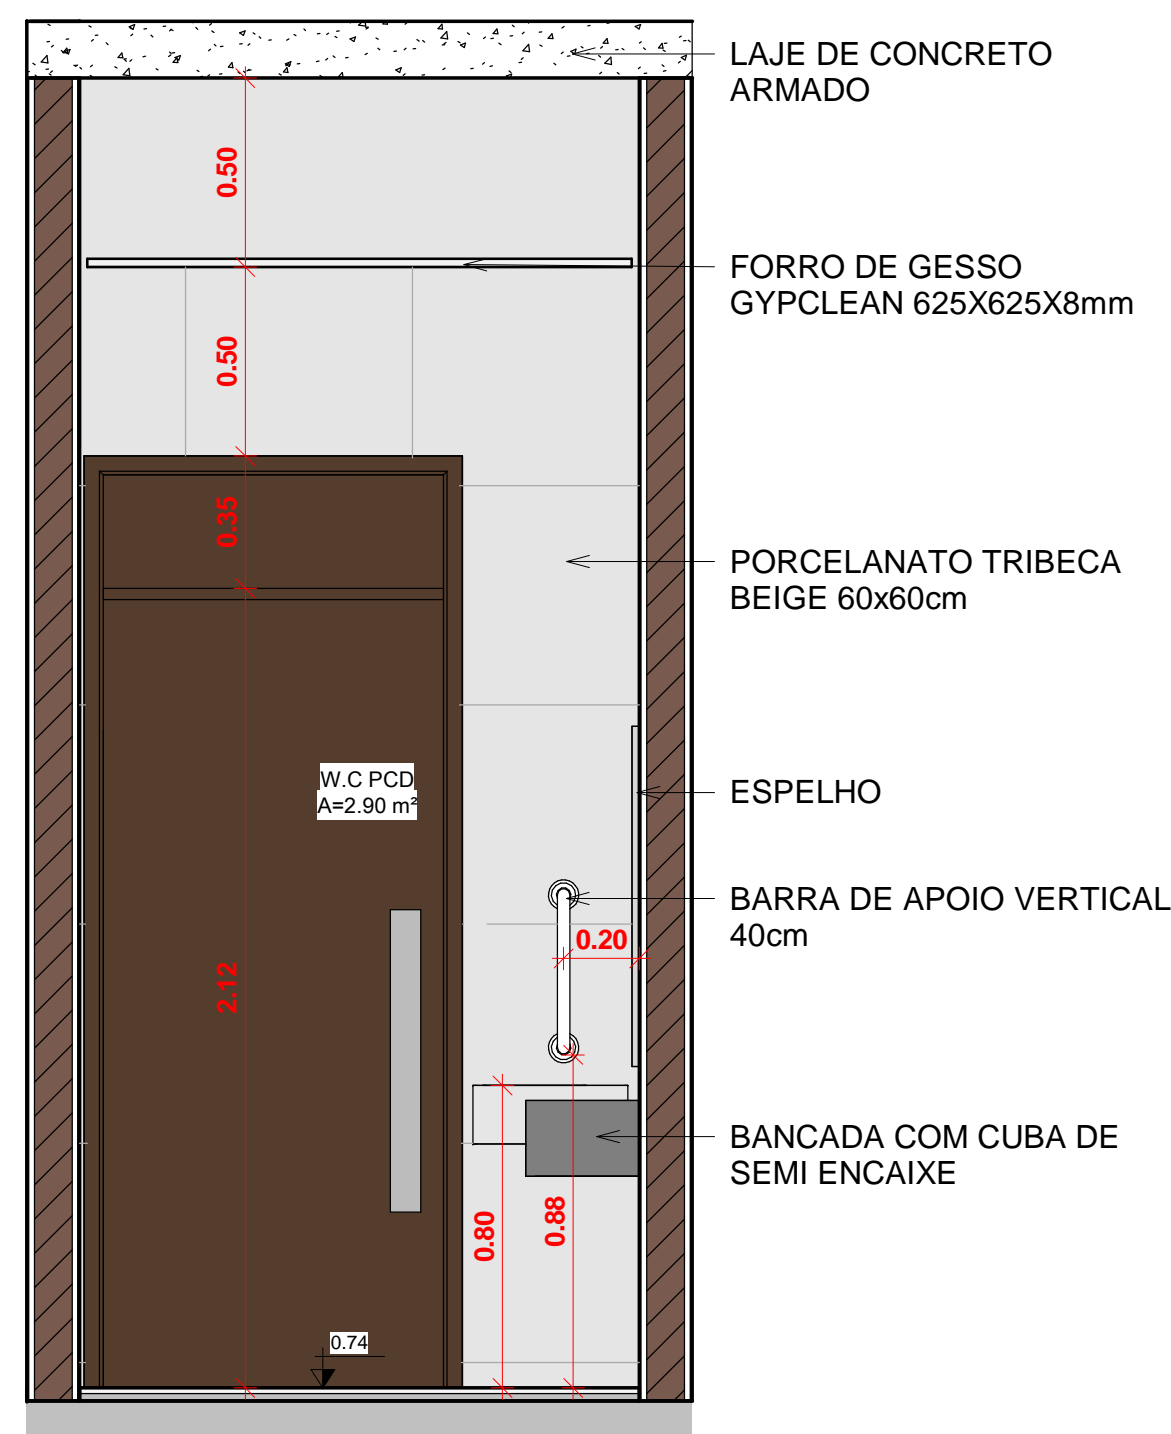 LAJE DE CONCRETO
ARMADO
0.50
FORRO DE GESSO
GYPCLEAN 625X625X8mm
0.50
0.35
PORCELANATO TRIBECA
BEIGE 60x60cm
W.C PCD
A=2.90 m²
ESPELHO
BARRA DE APOIO VERTICAL
40cm
0.20
2.12
BANCADA COM CUBA DE
SEMI ENCAIXE
0.80
0.88
0.74